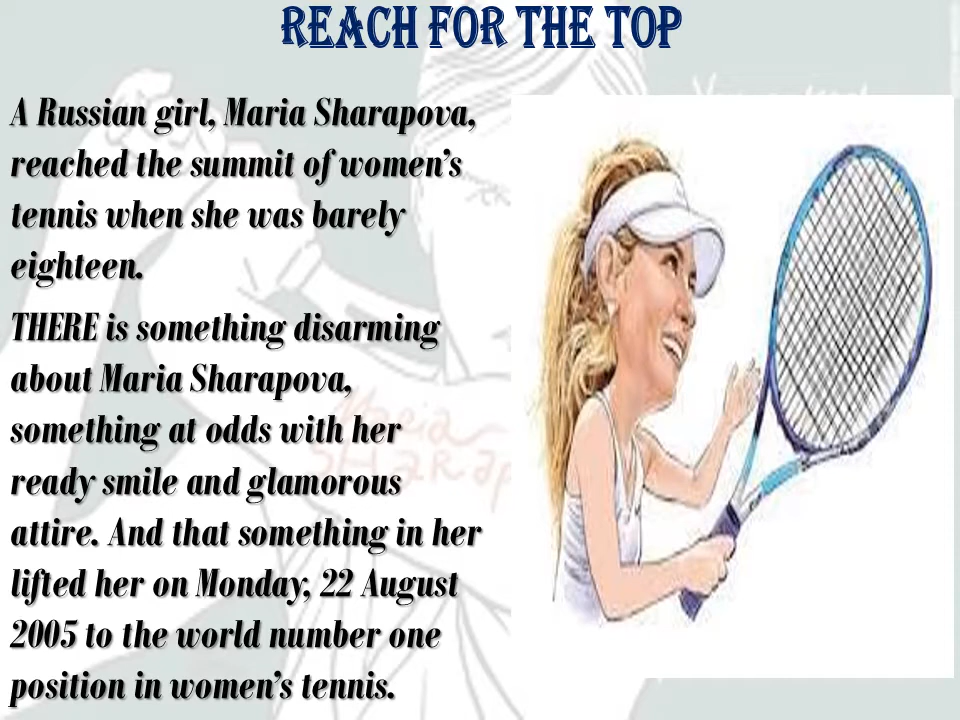 REACH FOR THE TOP
A Russian girl, Maria Sharapova,
reached the summit of women's
tennis when she was barely
eighteen.
THERE is something disarming
about Maria Sharapova,
something at odds with her
ready smile and glamorous
attire. And that something in her
lifted her on Monday, 22 August
2005 to the world number one
position in women's tennis.
Maria